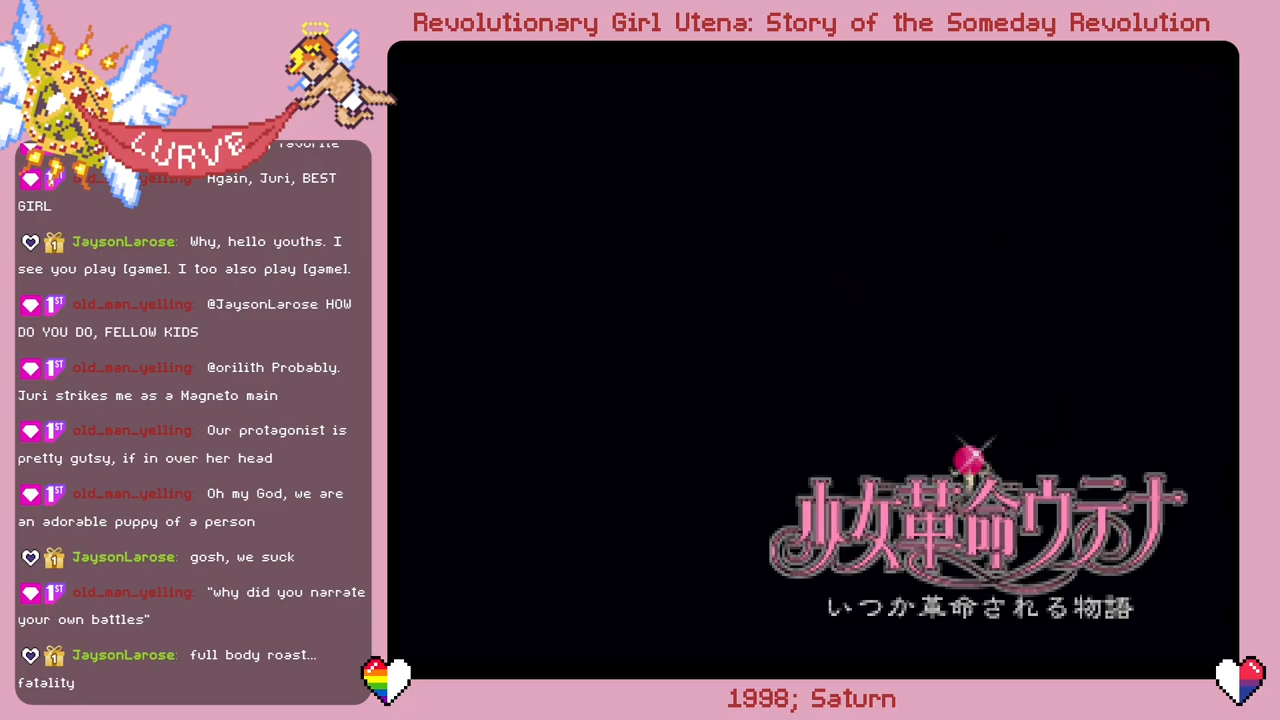 Revolutionary Girl Utena: Story of the Someday Revolution
LURVE
favorite
Again, Juri, BEST
GIRL
JaysonLarose: Why, hello youths. I
see you play [game]. I too also play [game].
old_man_yelling: @JaysonLarose HOW
DO YOU DO, FELLOW KIDS
old_man_yelling: @orilith Probably.
Juri strikes me as a Magneto main
old_man_yelling: Our protagonist is
pretty gutsy, if in over her head
old_man_yelling: Oh my God, we are
an adorable puppy of a person
JaysonLarose: gosh, we suck
old_man_yelling: "why did you narrate
your own battles"
JaysonLarose: full body roast...
fatality
少女革命ウテナ
いつか革命される物語
1998; Saturn